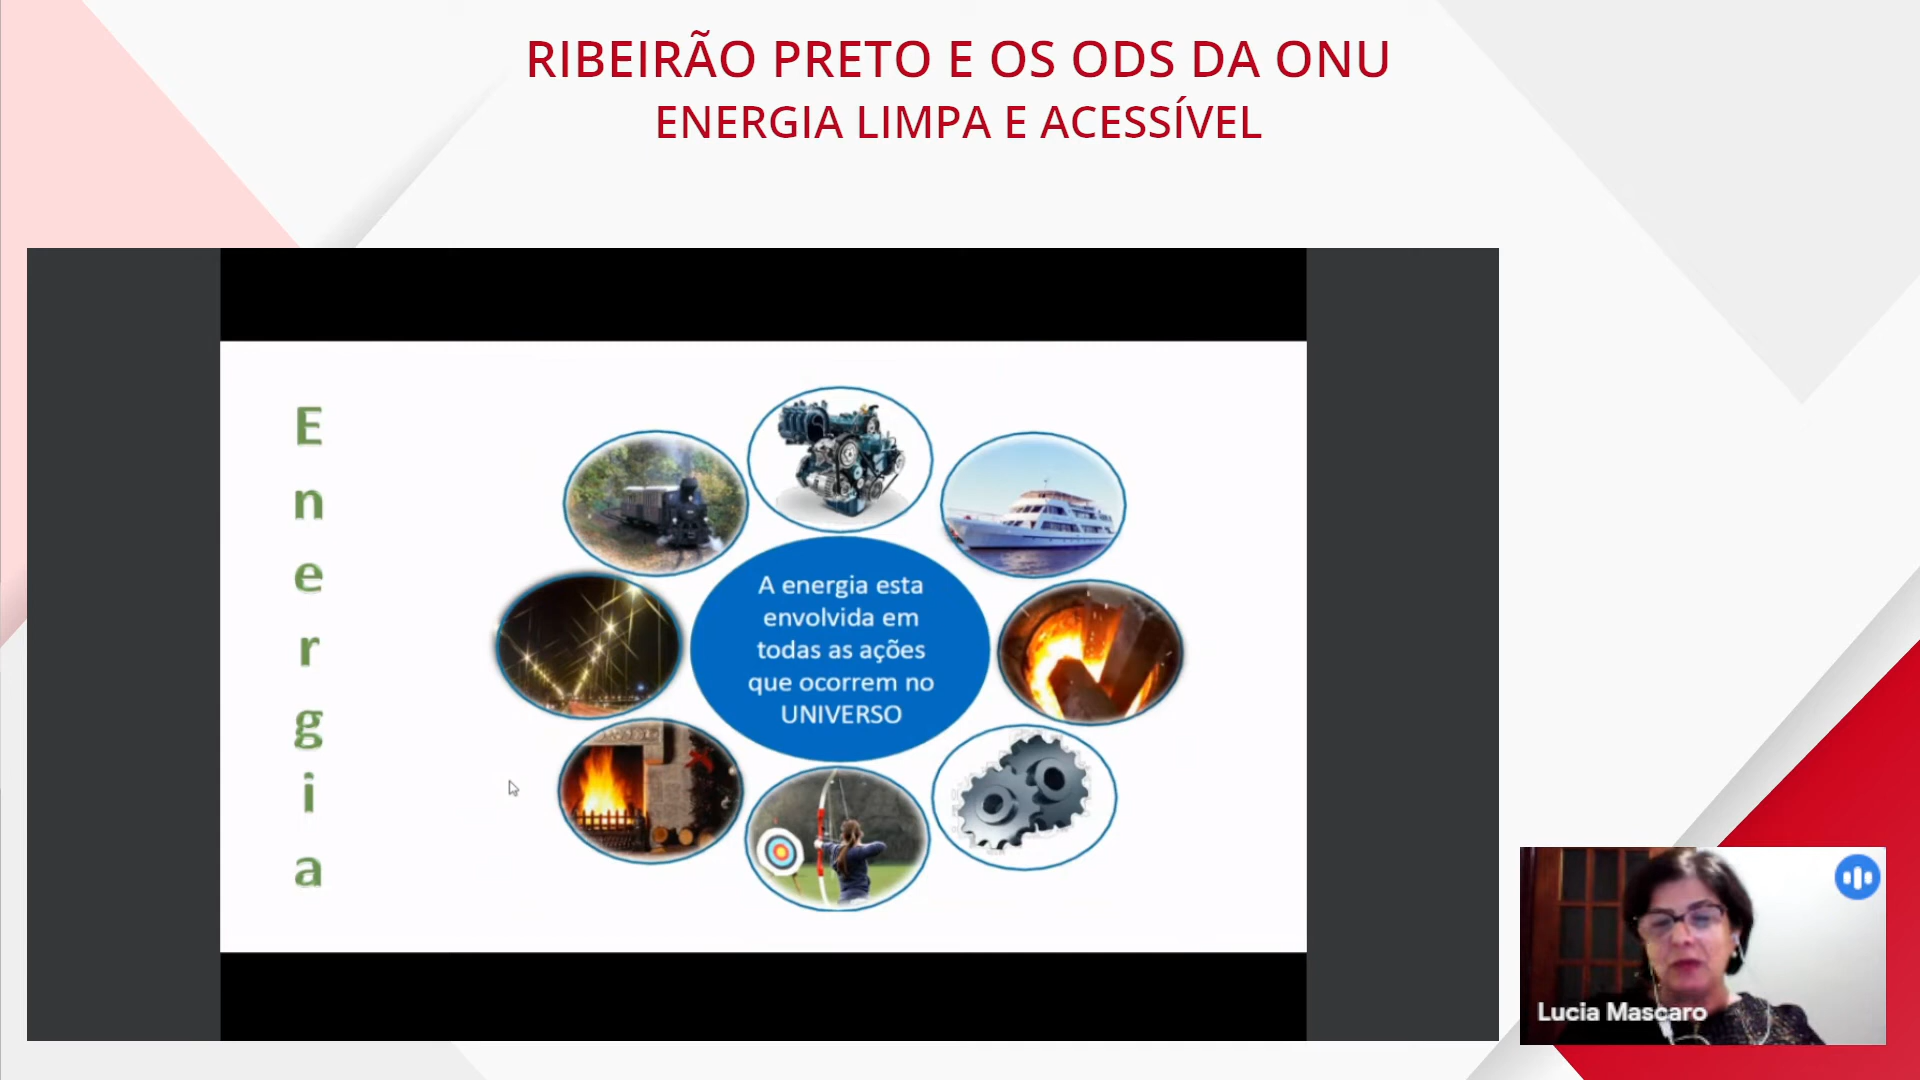 RIBEIRÃO PRETO E OS ODS DA ONU
ENERGIA LIMPA E ACESSÍVEL
E
n
e
r
g
i
a
A energia esta
envolvida em
todas as ações
que ocorrem no
UNIVERSO
Lucia Mascaro